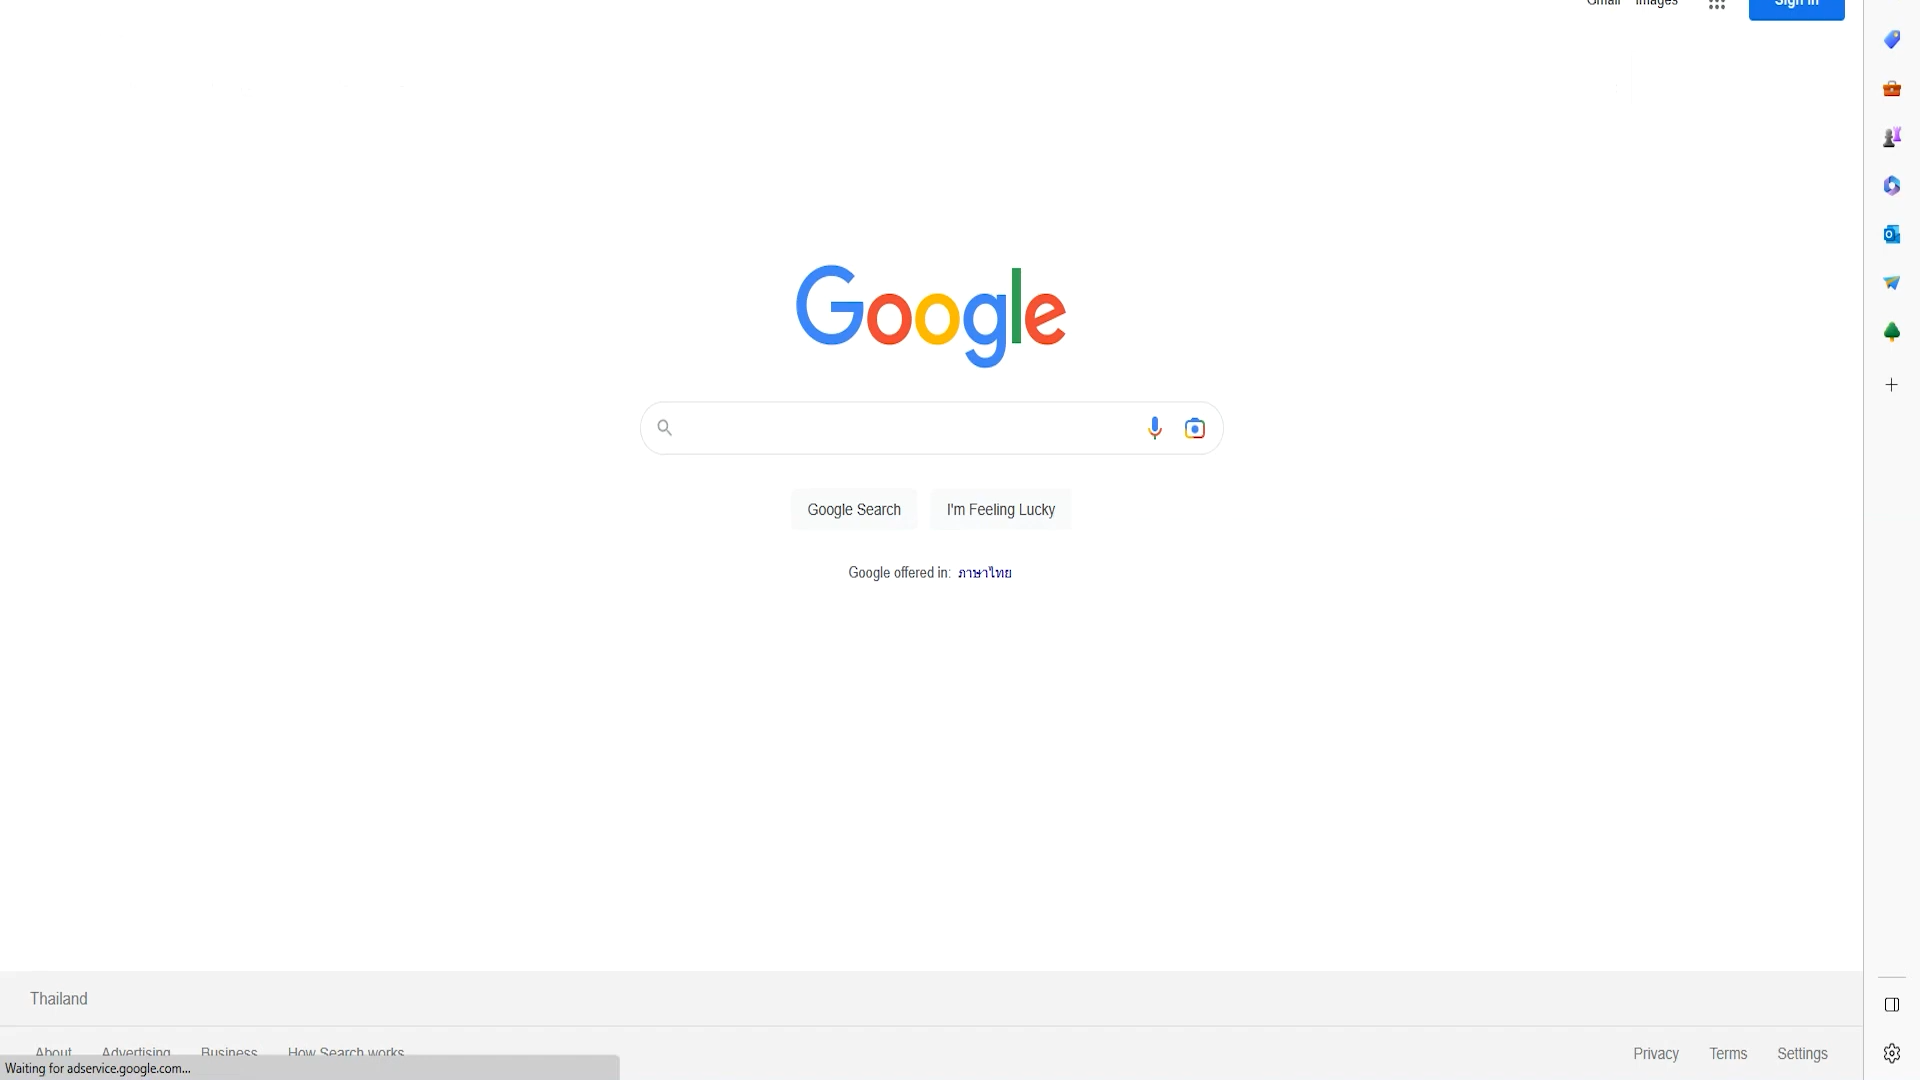 Gmail Images Sign in
Google
Google Search I'm Feeling Lucky
Google offered in: ภาษาไทย
Thailand
About Advertising Business How Search works Privacy Terms Settings
Waiting for adservice.google.com...